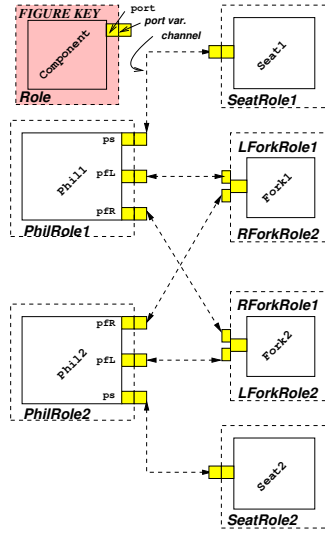 FIGURE KEY
port
port var.
channel
Component
Role
Seat1
SeatRole1
ps
Phil1
pfL
pfR
PhilRole1
LForkRole1
Fork1
RForkRole2
pfR
Phil2
pfL
ps
PhilRole2
RForkRole1
Fork2
LForkRole2
Seat2
SeatRole2